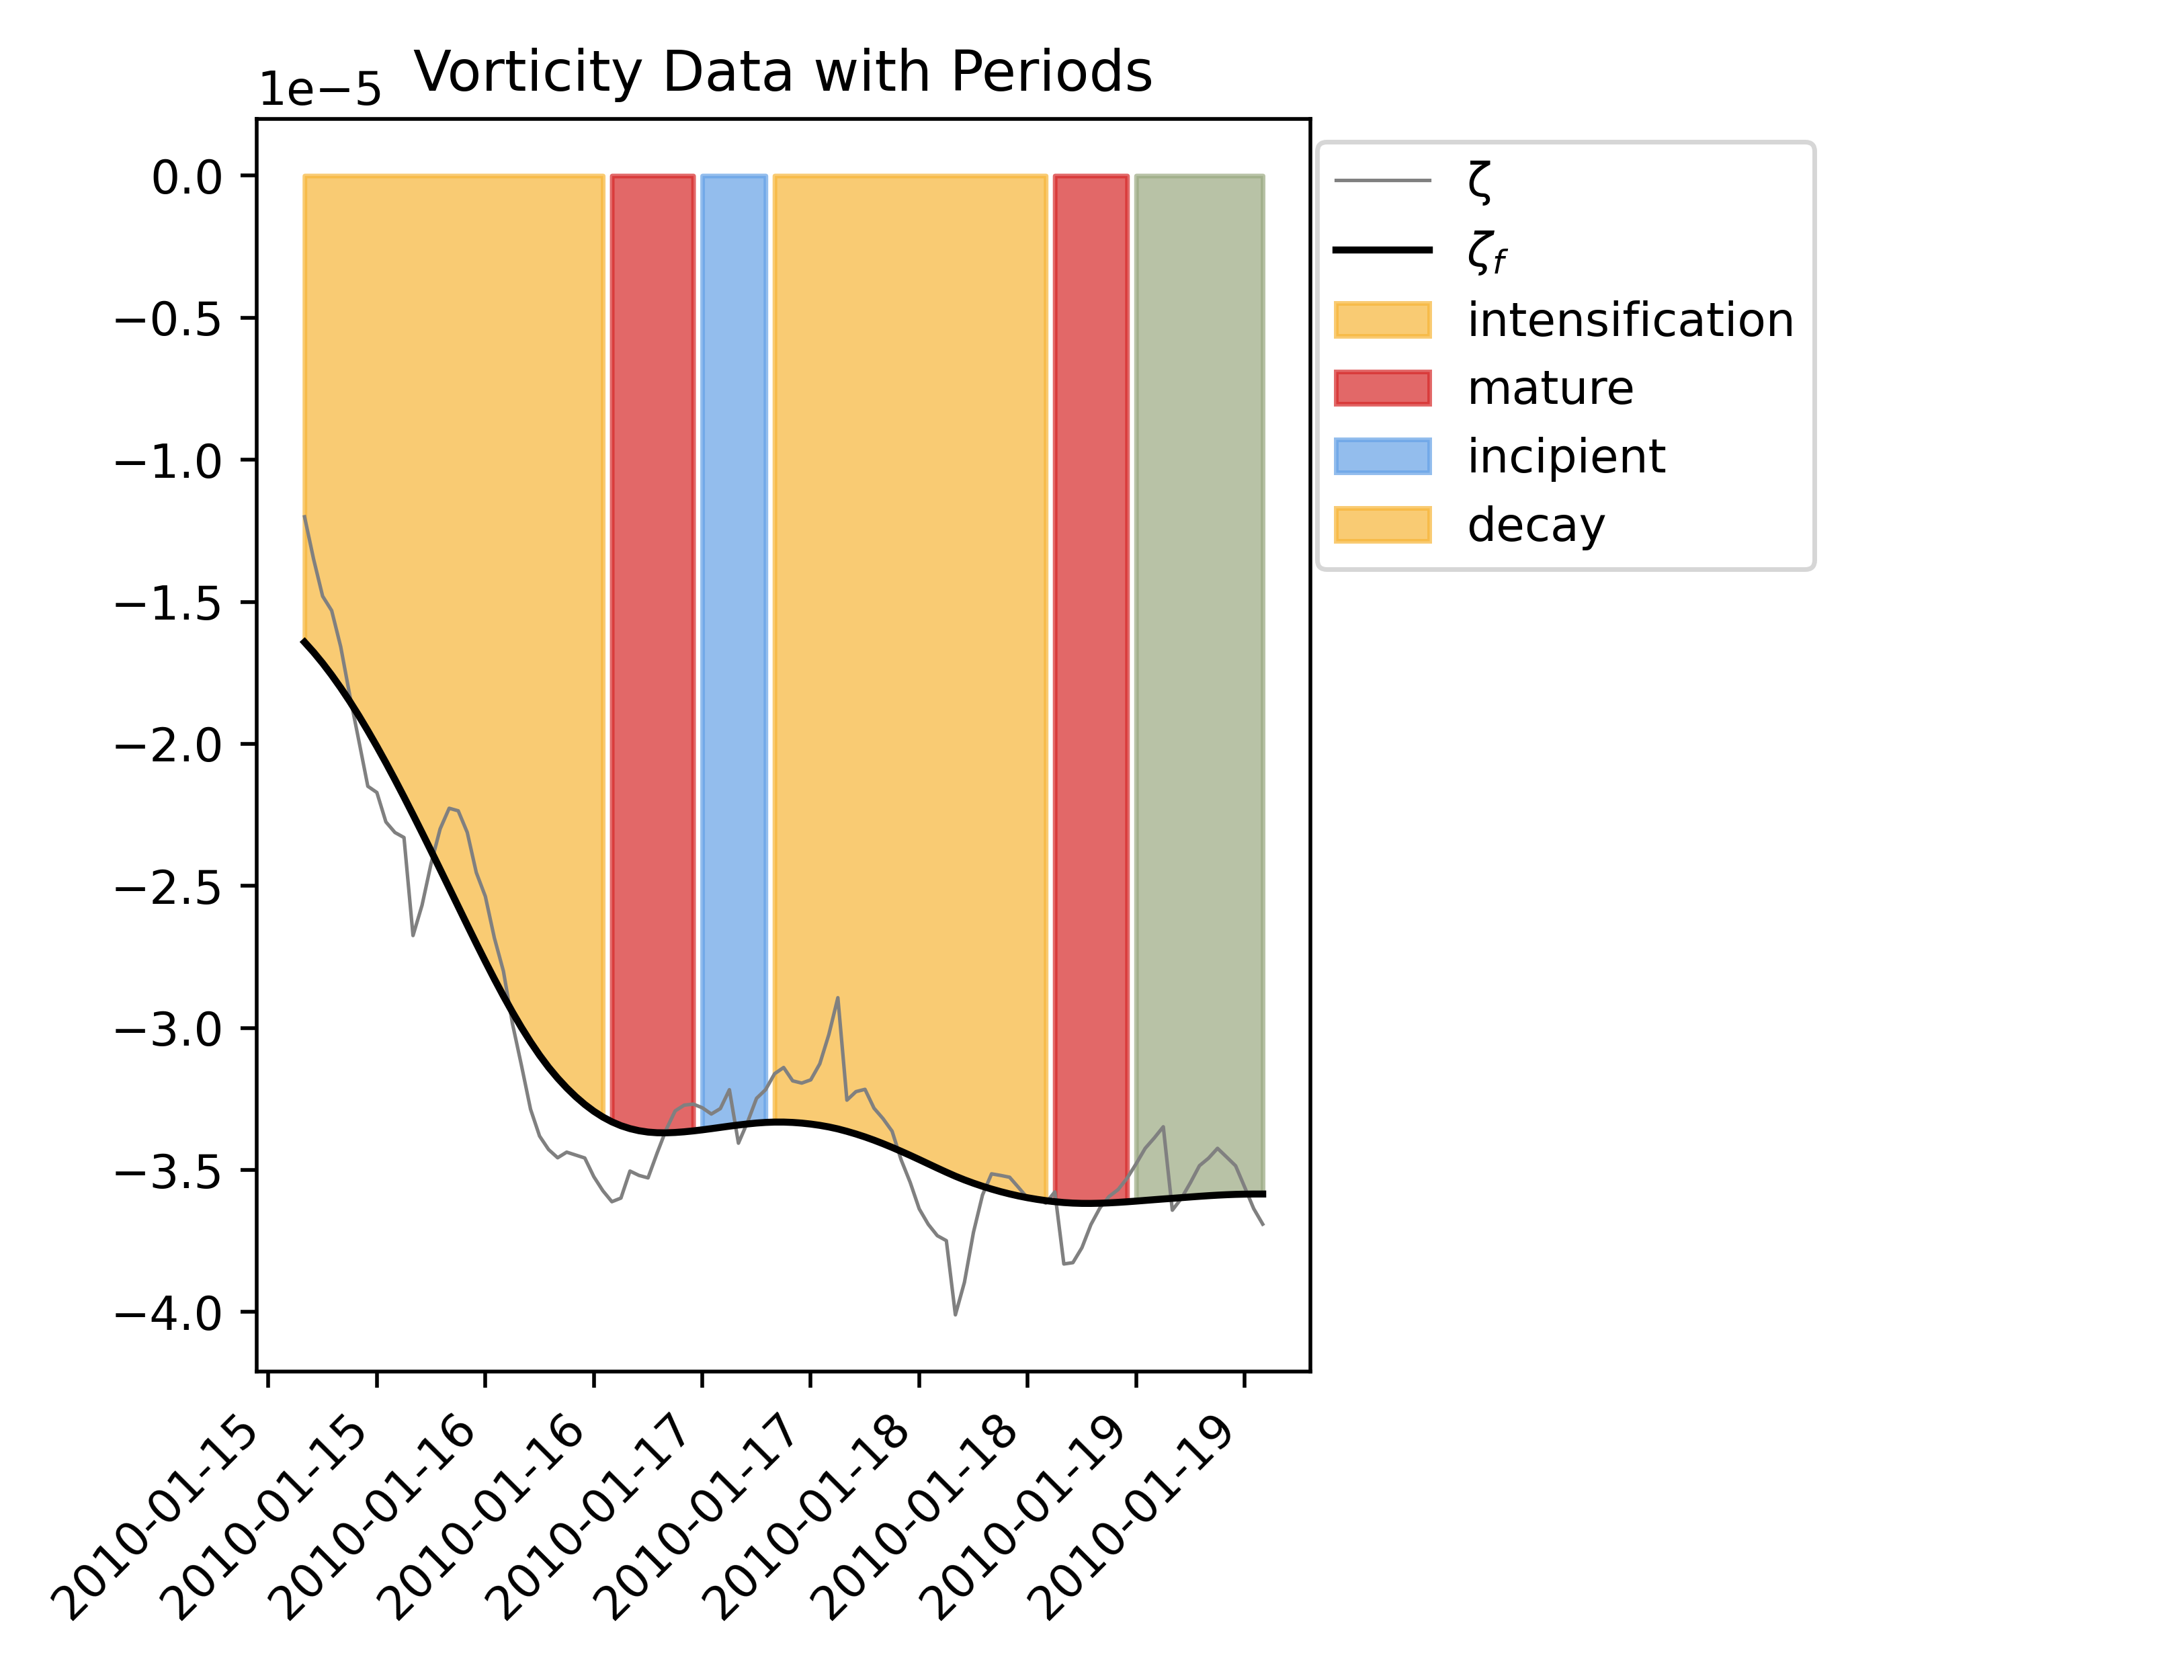 Vorticity Data with Periods
1e−5
0.0
−0.5
−1.0
−1.5
−2.0
−2.5
−3.0
−3.5
−4.0
2010-01-15
2010-01-15
2010-01-16
2010-01-16
2010-01-17
2010-01-17
2010-01-18
2010-01-18
2010-01-19
2010-01-19
ζ
ζf
intensification
mature
incipient
decay